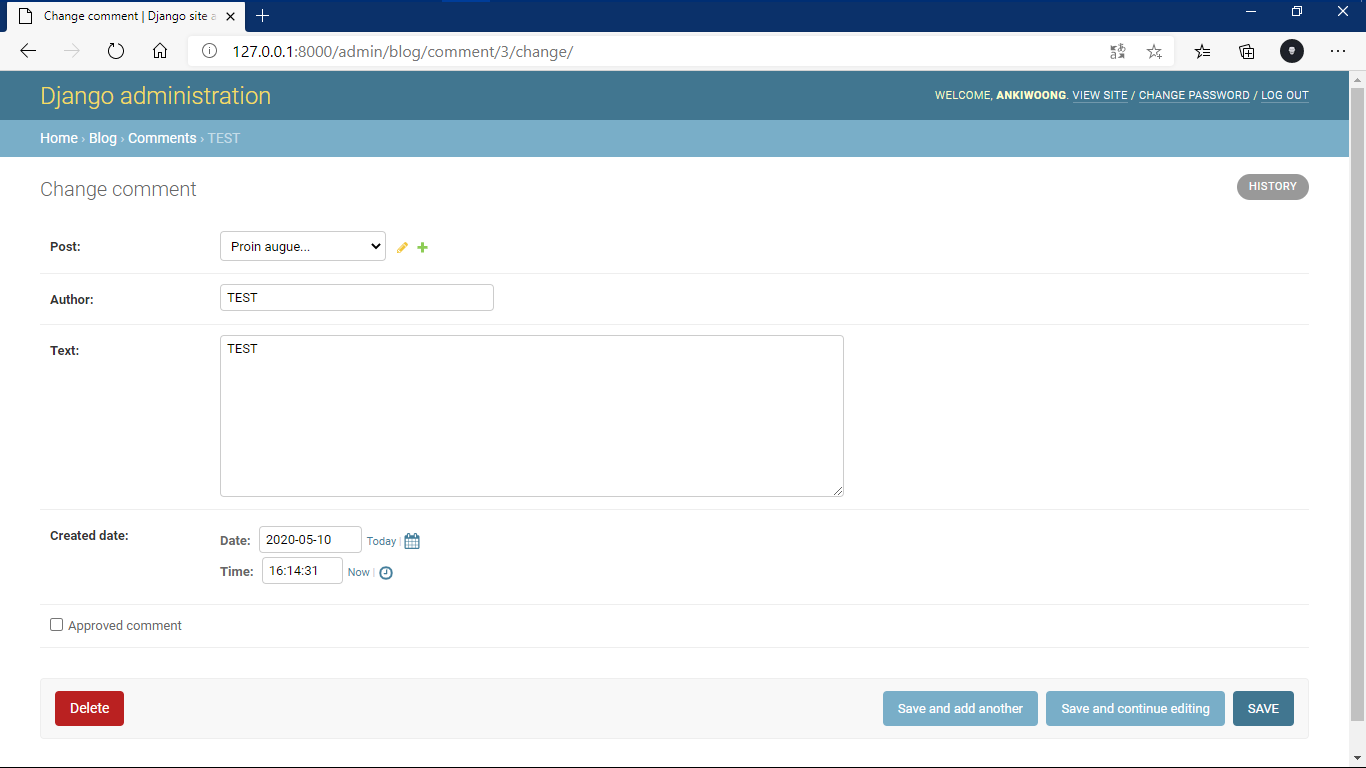 Change comment | Django site a
127.0.0.1:8000/admin/blog/comment/3/change/
Django administration
WELCOME, ANKIWOONG. VIEW SITE / CHANGE PASSWORD / LOG OUT
Home › Blog › Comments › TEST
Change comment
HISTORY
Post:
Proin augue...
Author:
TEST
Text:
TEST
Created date:
Date: 2020-05-10 Today |
Time: 16:14:31 Now |
Approved comment
Delete
Save and add another
Save and continue editing
SAVE